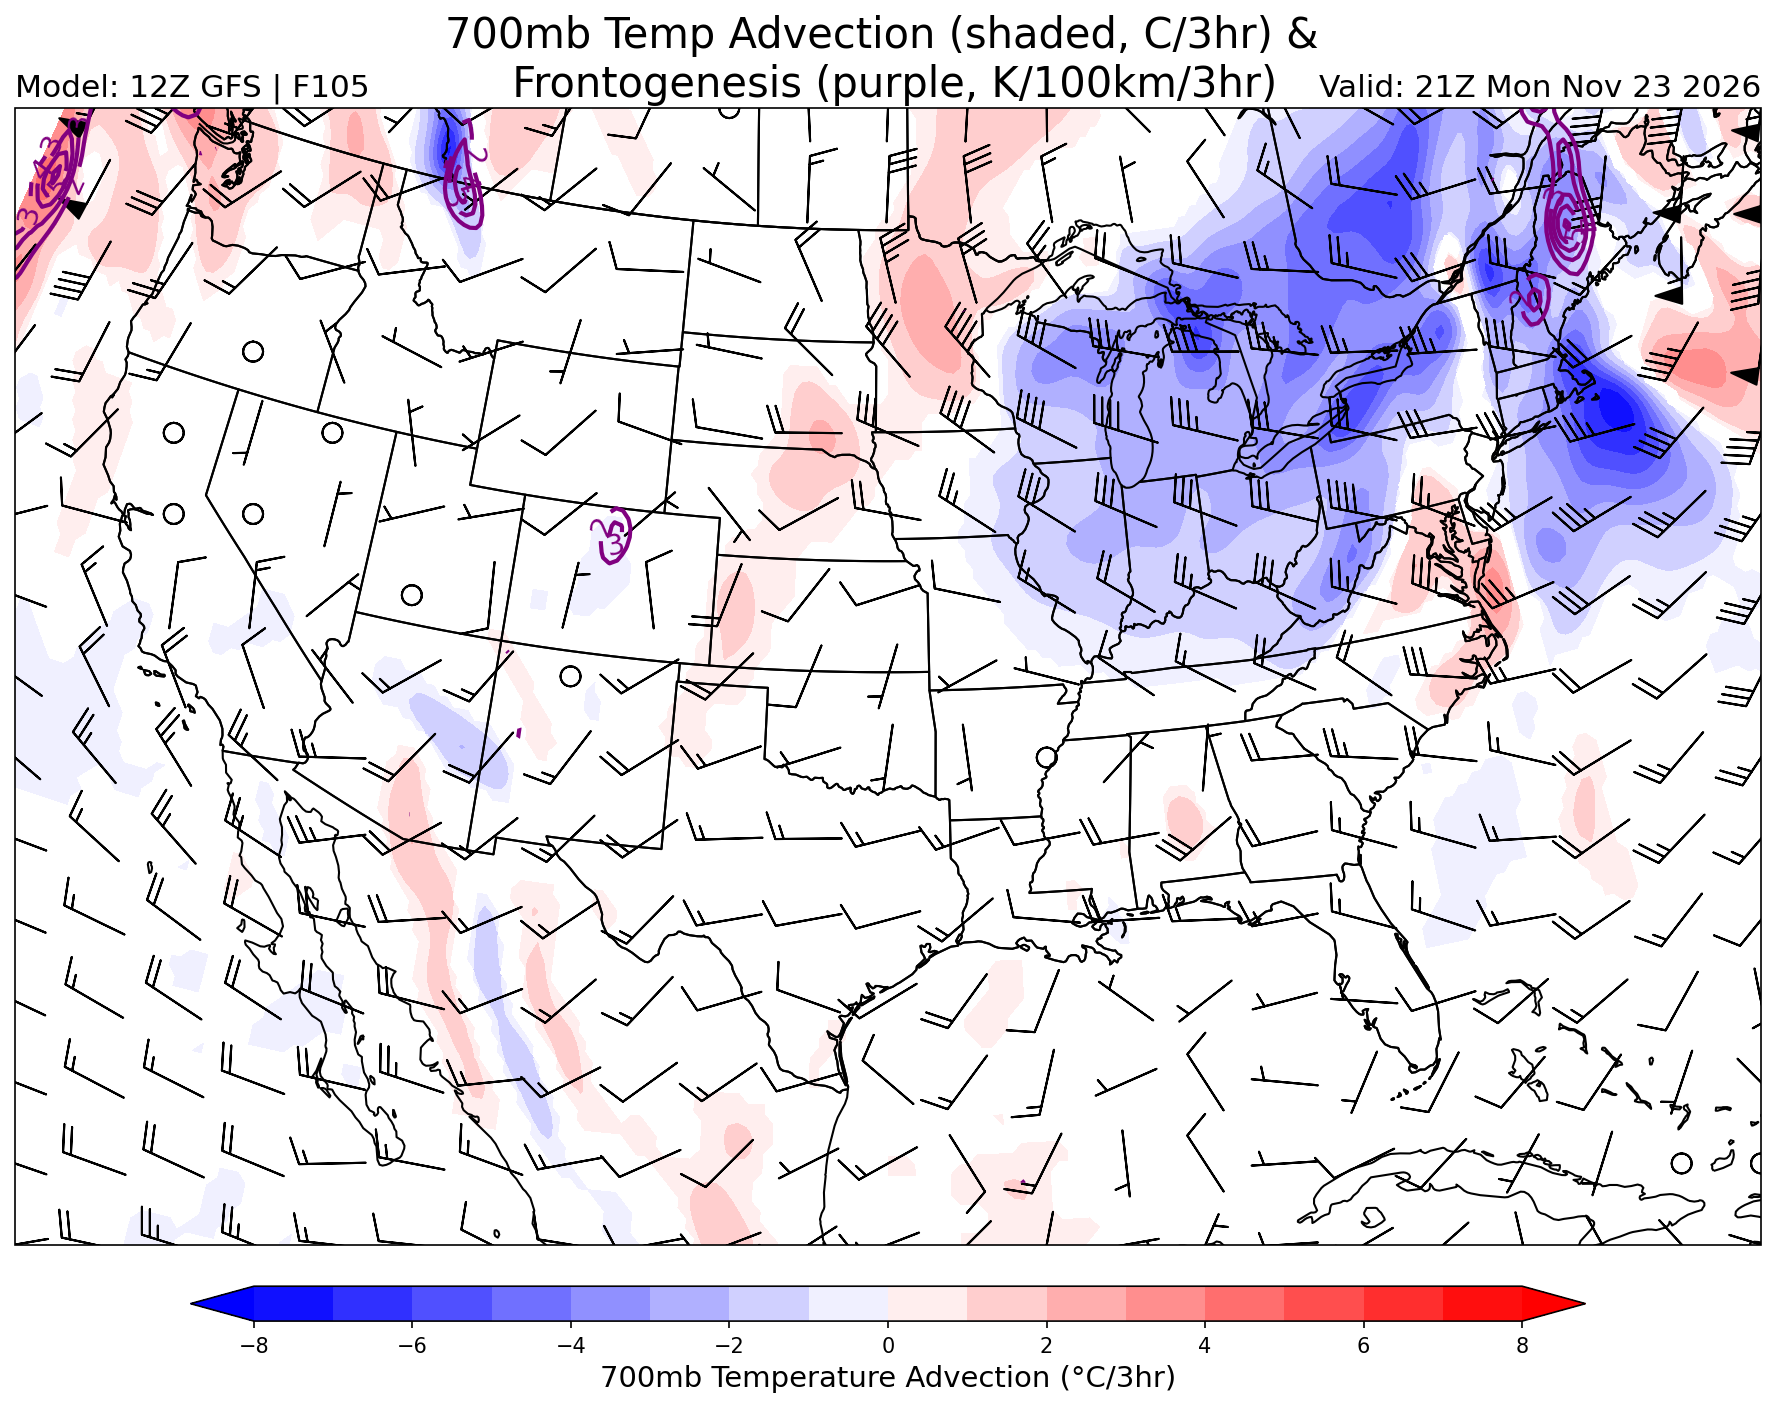 700mb Temp Advection (shaded, C/3hr) &
Frontogenesis (purple, K/100km/3hr)
Model: 12Z GFS | F105
Valid: 21Z Mon Nov 23 2026
−8 −6 −4 −2 0 2 4 6 8
700mb Temperature Advection (°C/3hr)